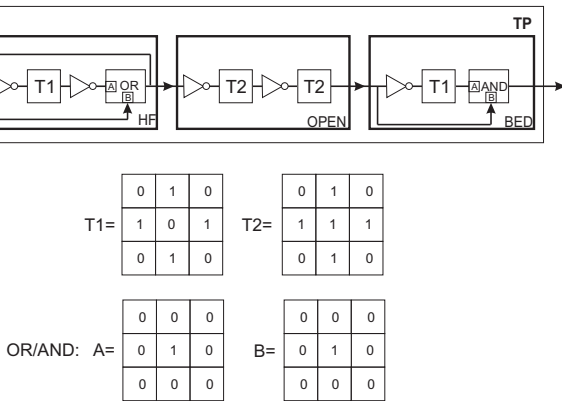 TP
T1 A OR B HF
T2 T2 OPEN
T1 A AND B BED
T1= 0 1 0 T2= 0 1 0
1 0 1 1 1 1
0 1 0 0 1 0
OR/AND: A= 0 0 0 B= 0 0 0
0 1 0 0 1 0
0 0 0 0 0 0